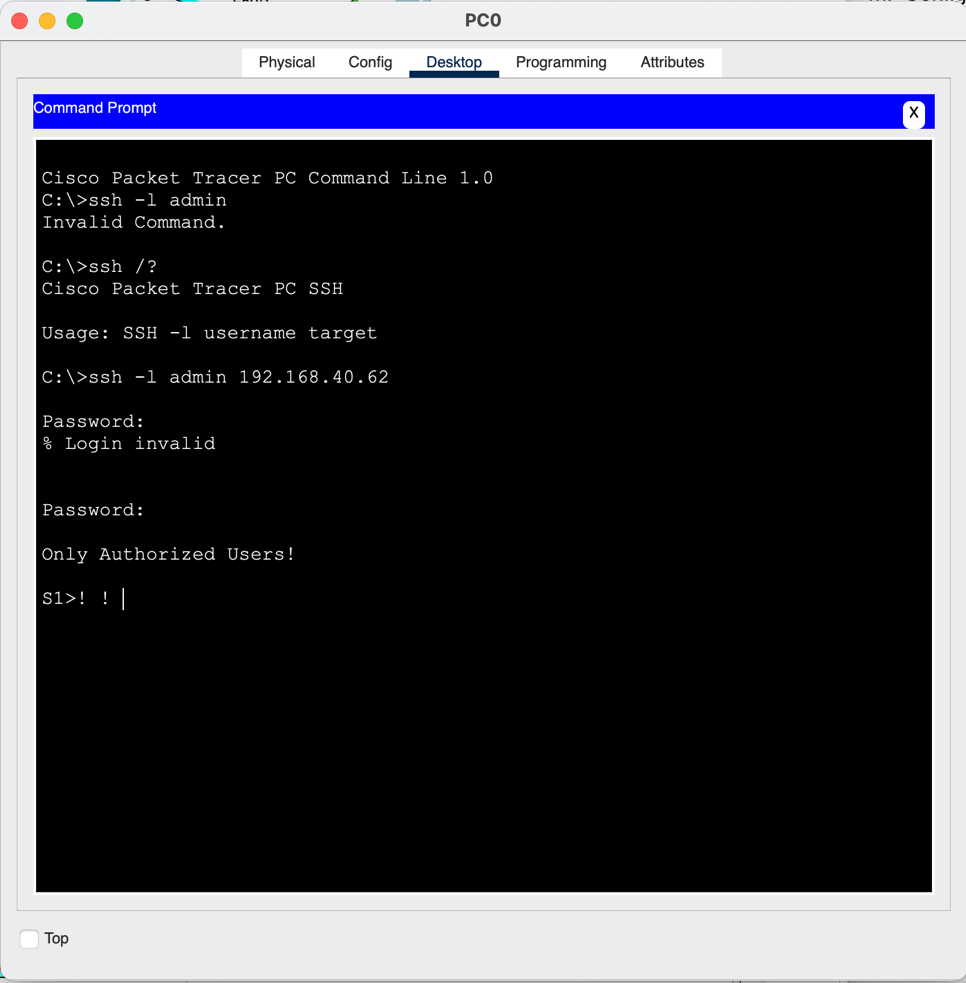 PC0
Physical Config Desktop Programming Attributes
Command Prompt
X
Cisco Packet Tracer PC Command Line 1.0
C:\>ssh -l admin
Invalid Command.
C:\>ssh /?
Cisco Packet Tracer PC SSH
Usage: SSH -l username target
C:\>ssh -l admin 192.168.40.62
Password:
% Login invalid
Password:
Only Authorized Users!
S1>! !
Top